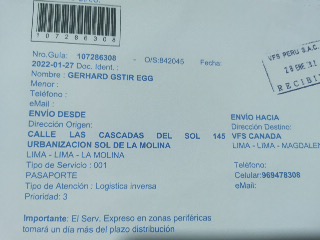 107286308
Nro.Guía: 107286308 - O/S:842045 Fecha:
2022-01-27 Doc. Ident.:
Nombre : GERHARD GSTIR EGG
Menor :
Teléfono :
eMail :
ENVÍO DESDE
Dirección Origen:
CALLE LAS CASCADAS DEL SOL 145
URBANIZACION SOL DE LA MOLINA
LIMA - LIMA - LA MOLINA
Tipo de Servicio : 001
PASAPORTE
Tipo de Atención : Logistica inversa
Prioridad: 3
VFS PERU S.A.C.
28 ENE
RECIBI
ENVÍO HACIA
Dirección Destino:
VFS CANADA
LIMA - LIMA - MAGDALEN
Teléfono:
Celular:969478308
eMail:
Importante: El Serv. Expreso en zonas periféricas
tomará un día más del plazo distribución